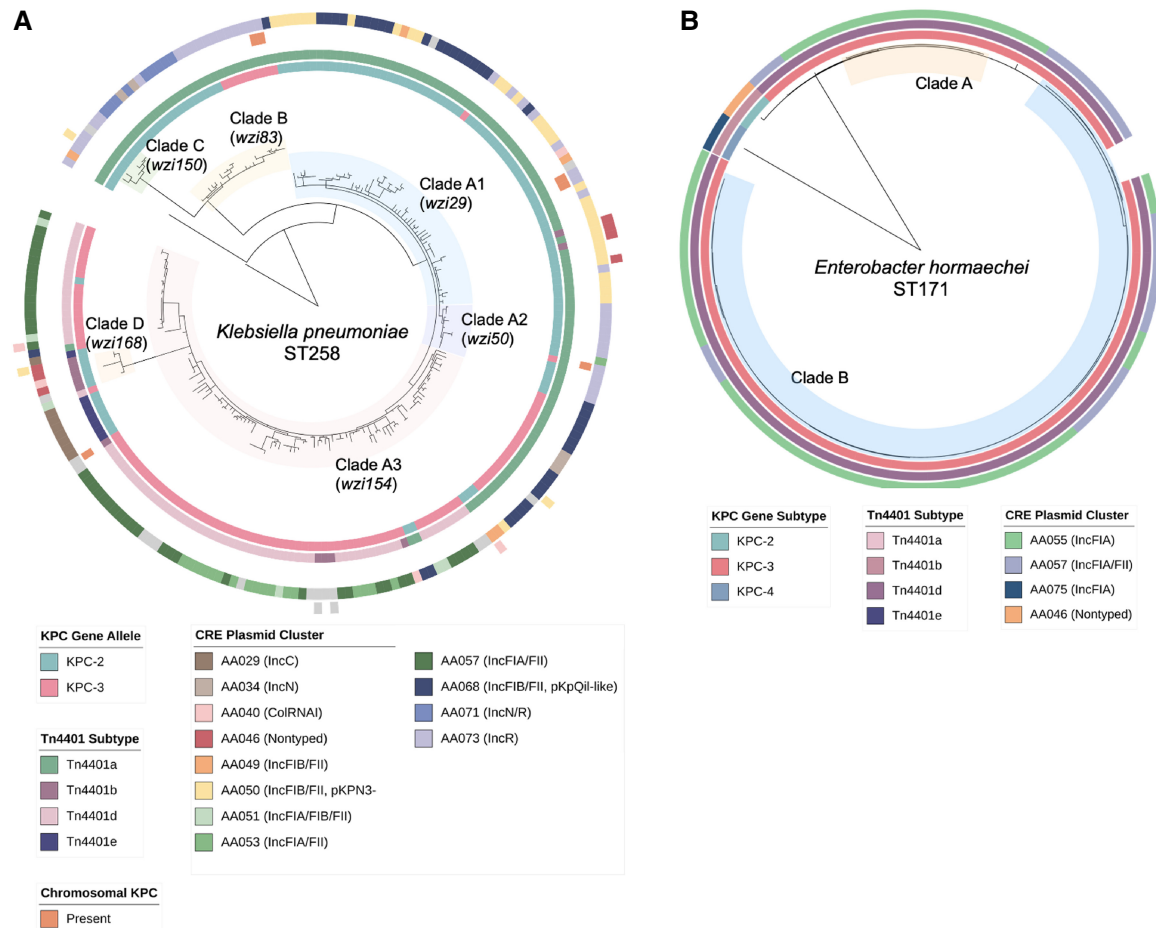 A
Clade B
(wzi83)
Clade C
(wzi150)
Clade A1
(wzi29)
Klebsiella pneumoniae
ST258
Clade A2
(wzi50)
Clade D
(wzi168)
Clade A3
(wzi154)
KPC Gene Allele
KPC-2
KPC-3
Tn4401 Subtype
Tn4401a
Tn4401b
Tn4401d
Tn4401e
Chromosomal KPC
Present
CRE Plasmid Cluster
AA029 (IncC)
AA034 (IncN)
AA040 (ColRNAI)
AA046 (Nontyped)
AA049 (IncFIB/FII)
AA050 (IncFIB/FII, pKPN3-
AA051 (IncFIA/FIB/FII)
AA053 (IncFIA/FII)
AA057 (IncFIA/FII)
AA068 (IncFIB/FII, pKpQil-like)
AA071 (IncN/R)
AA073 (IncR)
B
Clade A
Enterobacter hormaechei
ST171
Clade B
KPC Gene Subtype
KPC-2
KPC-3
KPC-4
Tn4401 Subtype
Tn4401a
Tn4401b
Tn4401d
Tn4401e
CRE Plasmid Cluster
AA055 (IncFIA)
AA057 (IncFIA/FII)
AA075 (IncFIA)
AA046 (Nontyped)